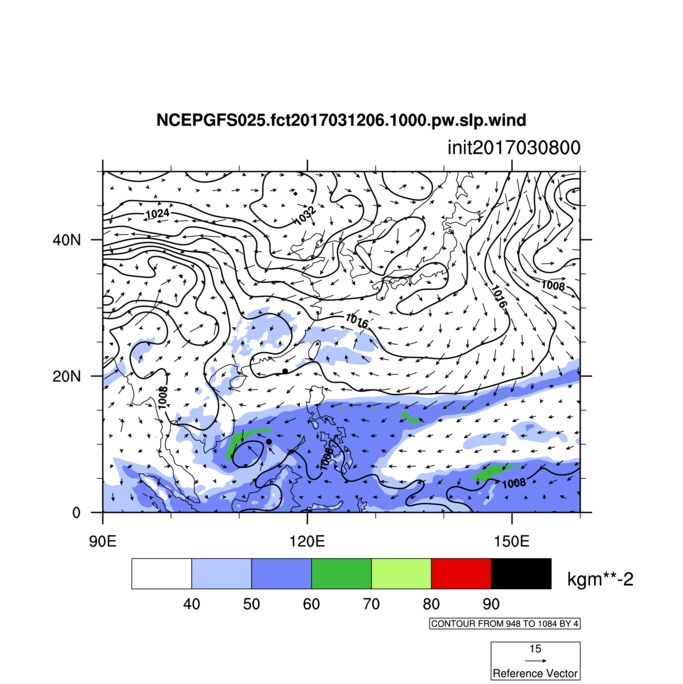 NCEPGFS025.fct2017031206.1000.pw.slp.wind
init2017030800
1024
1032
40N
1008
1016
1016
20N
1008
1008
1008
0
90E 120E 150E
40 50 60 70 80 90 kgm**-2
CONTOUR FROM 948 TO 1084 BY 4
15
Reference Vector